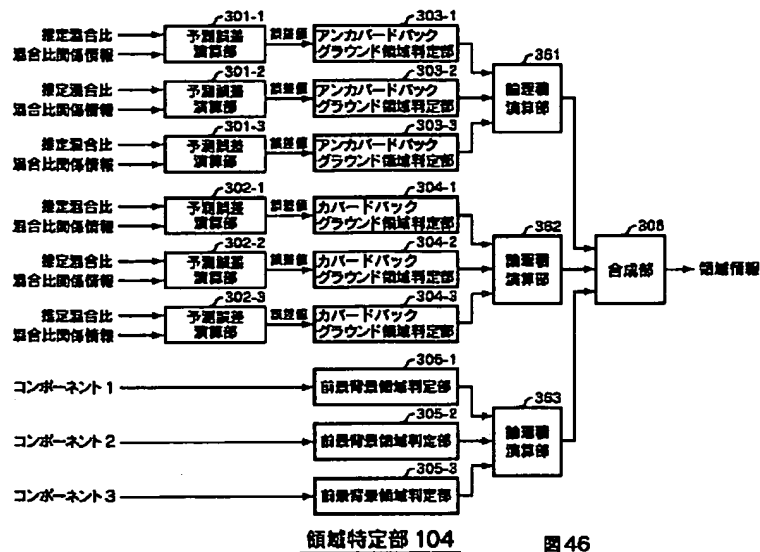 301-1
推定混合比
混合比関係情報
予測誤差
演算部
誤差値
303-1
アンカバードバック
グラウンド領域判定部
301-2
推定混合比
混合比関係情報
予測誤差
演算部
誤差値
303-2
アンカバードバック
グラウンド領域判定部
301-3
推定混合比
混合比関係情報
予測誤差
演算部
誤差値
303-3
アンカバードバック
グラウンド領域判定部
361
論理積
演算部
302-1
推定混合比
混合比関係情報
予測誤差
演算部
誤差値
304-1
カバードバック
グラウンド領域判定部
302-2
推定混合比
混合比関係情報
予測誤差
演算部
誤差値
304-2
カバードバック
グラウンド領域判定部
302-3
推定混合比
混合比関係情報
予測誤差
演算部
誤差値
304-3
カバードバック
グラウンド領域判定部
362
論理積
演算部
306
合成部
領域情報
コンポーネント1
305-1
前景背景領域判定部
コンポーネント2
305-2
前景背景領域判定部
コンポーネント3
305-3
前景背景領域判定部
363
論理積
演算部
領域特定部 104
図46